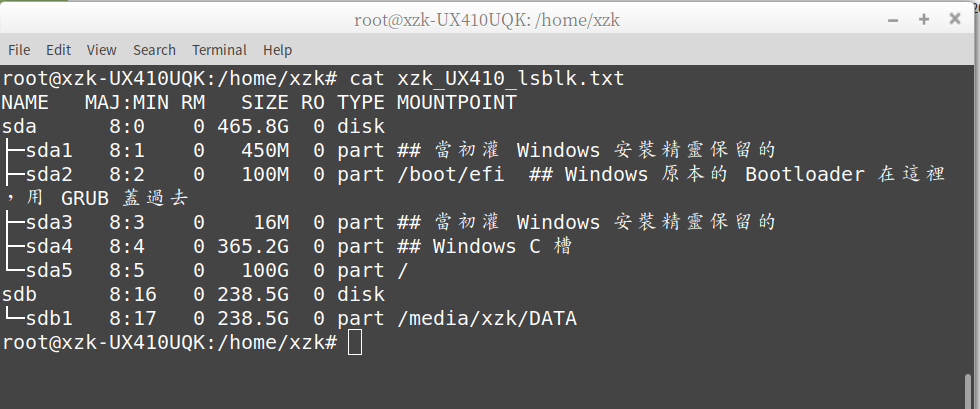 root@xzk-UX410UQK: /home/xzk
File Edit View Search Terminal Help
root@xzk-UX410UQK:/home/xzk# cat xzk_UX410_lsblk.txt
NAME   MAJ:MIN RM   SIZE RO TYPE MOUNTPOINT
sda      8:0    0 465.8G  0 disk
├─sda1   8:1    0   450M  0 part ## 當初灌 Windows 安裝精靈保留的
├─sda2   8:2    0   100M  0 part /boot/efi  ## Windows 原本的 Bootloader 在這裡
，用 GRUB 蓋過去
├─sda3   8:3    0    16M  0 part ## 當初灌 Windows 安裝精靈保留的
├─sda4   8:4    0 365.2G  0 part ## Windows C 槽
└─sda5   8:5    0   100G  0 part /
sdb      8:16   0 238.5G  0 disk
└─sdb1   8:17   0 238.5G  0 part /media/xzk/DATA
root@xzk-UX410UQK:/home/xzk#